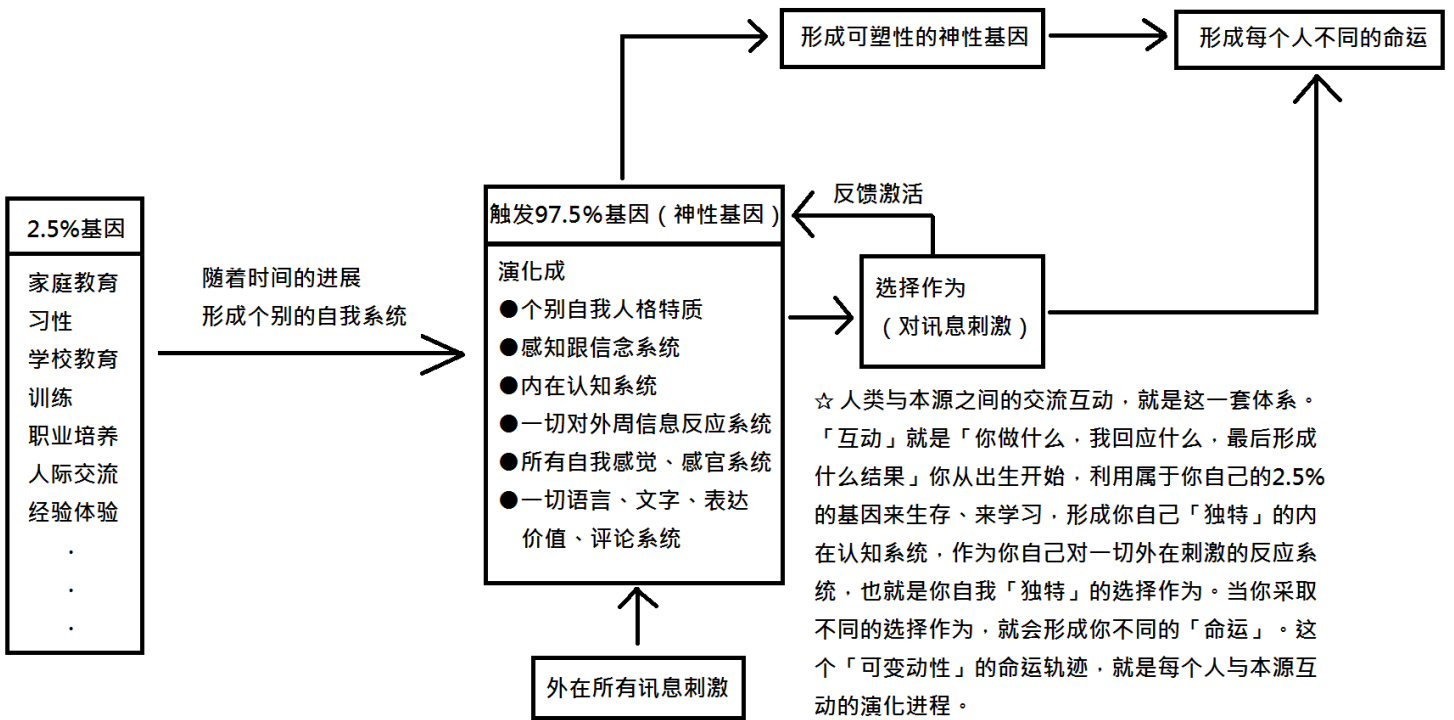 形成可塑性的神性基因
形成每个人不同的命运
2.5%基因
家庭教育
习性
学校教育
训练
职业培养
人际交流
经验体验
.
.
.
随着时间的进展
形成个别的自我系统
触发97.5%基因（神性基因）
演化成
●个别自我人格特质
●感知跟信念系统
●内在认知系统
●一切对外周信息反应系统
●所有自我感觉、感官系统
●一切语言、文字、表达
价值、评论系统
外在所有讯息刺激
反馈激活
选择作为
（对讯息刺激）
☆人类与本源之间的交流互动，就是这一套体系。
「互动」就是「你做什么，我回应什么，最后形成
什么结果」你从出生开始，利用属于你自己的2.5%
的基因来生存、来学习，形成你自己「独特」的内
在认知系统，作为你自己对一切外在刺激的反应系
统，也就是你自我「独特」的选择作为。当你采取
不同的选择作为，就会形成你不同的「命运」。这
个「可变动性」的命运轨迹，就是每个人与本源互
动的演化进程。